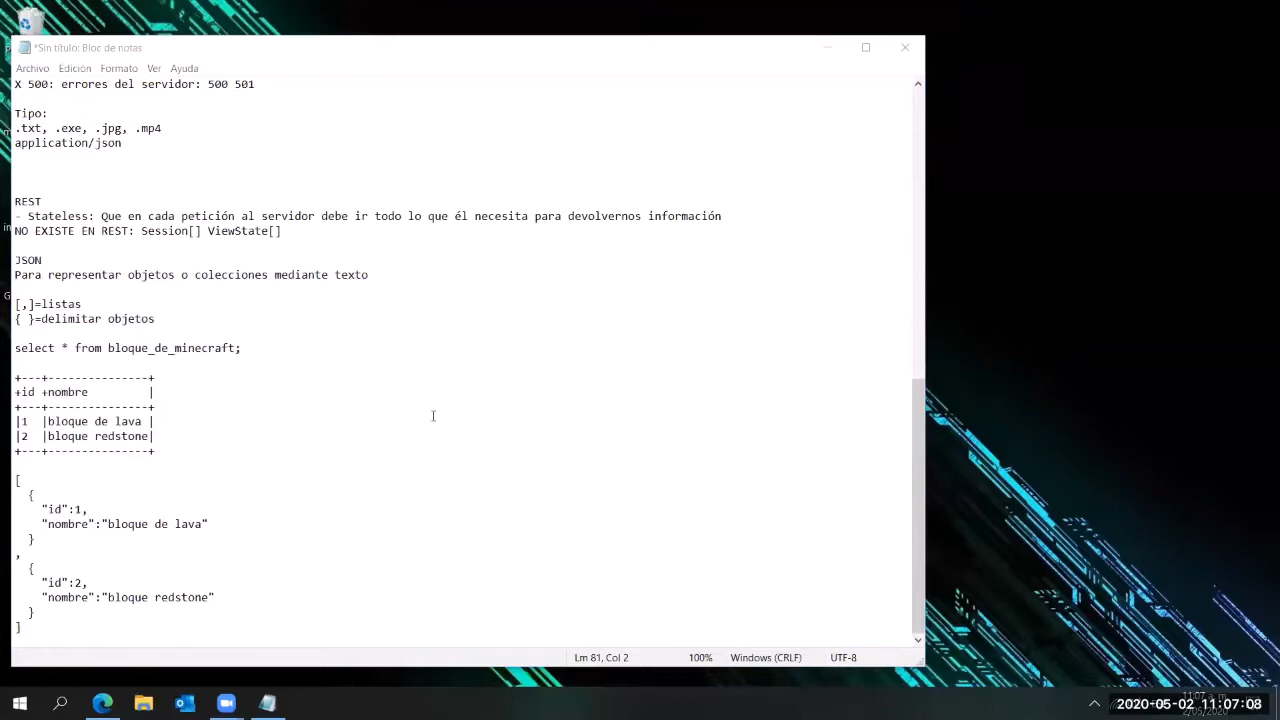 *Sin título: Bloc de notas
Archivo Edición Formato Ver Ayuda
X 500: errores del servidor: 500 501
Tipo:
.txt, .exe, .jpg, .mp4
application/json
REST
- Stateless: Que en cada petición al servidor debe ir todo lo que él necesita para devolvernos información
NO EXISTE EN REST: Session[] ViewState[]
JSON
Para representar objetos o colecciones mediante texto
[,]=listas
{ }=delimitar objetos
select * from bloque_de_minecraft;
+---+---------------+
+id +nombre         |
+---+---------------+
|1  |bloque de lava |
|2  |bloque redstone|
+---+---------------+
[
  {
    "id":1,
    "nombre":"bloque de lava"
  }
,
  {
    "id":2,
    "nombre":"bloque redstone"
  }
]
Lm 81, Col 2 100% Windows (CRLF) UTF-8
2020-05-02 11:07:08